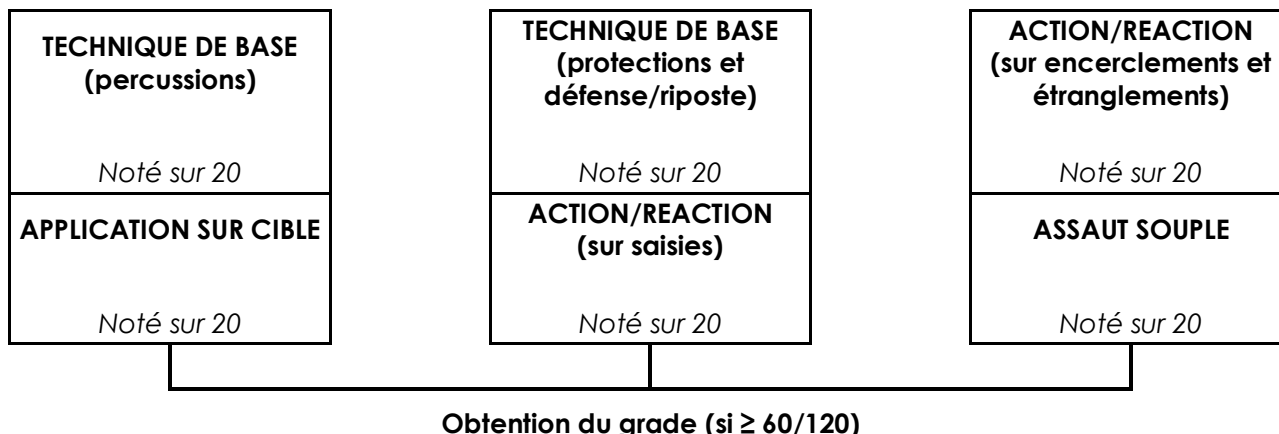 TECHNIQUE DE BASE
(percussions)
Noté sur 20
APPLICATION SUR CIBLE
Noté sur 20
TECHNIQUE DE BASE
(protections et
défense/riposte)
Noté sur 20
ACTION/REACTION
(sur saisies)
Noté sur 20
ACTION/REACTION
(sur encerclements et
étranglements)
Noté sur 20
ASSAUT SOUPLE
Noté sur 20
Obtention du grade (si ≥ 60/120)